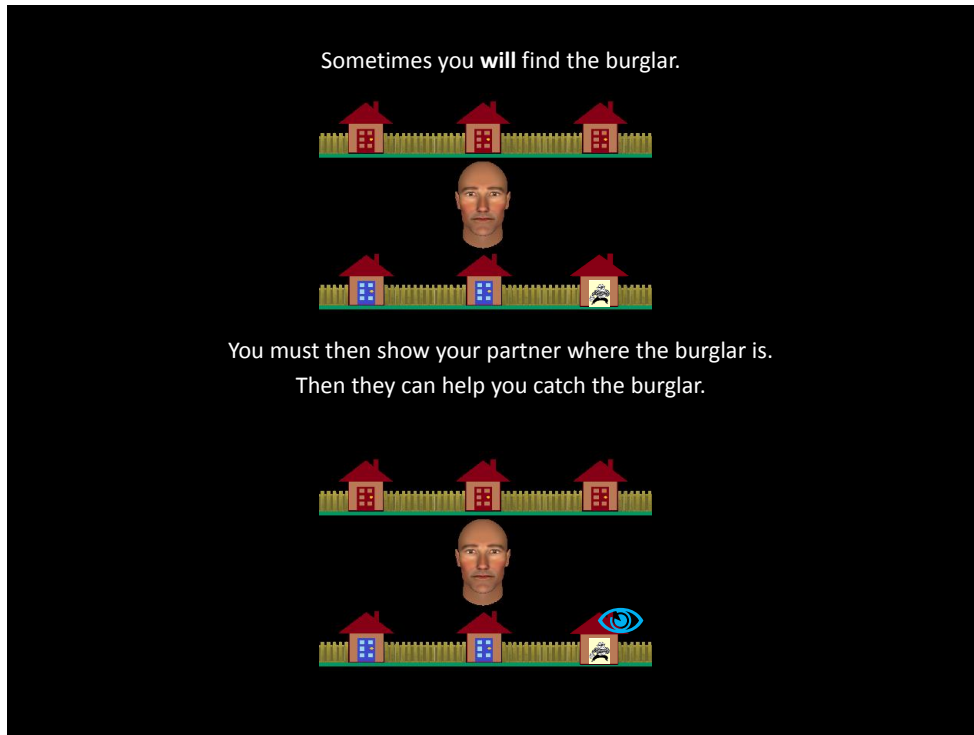 Sometimes you will find the burglar.
You must then show your partner where the burglar is.
Then they can help you catch the burglar.